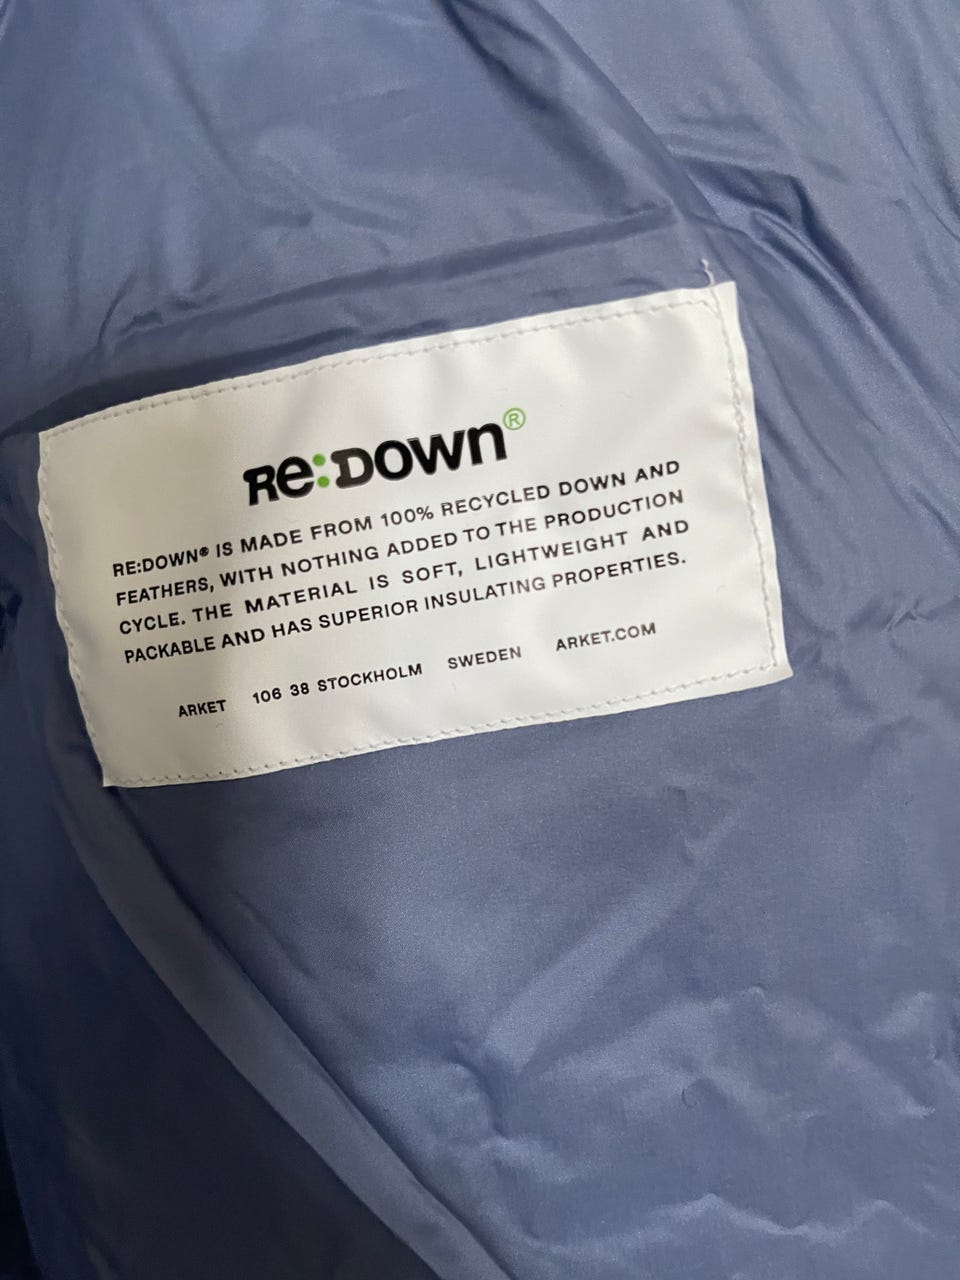 Re:Down®
RE:DOWN® IS MADE FROM 100% RECYCLED DOWN AND
FEATHERS, WITH NOTHING ADDED TO THE PRODUCTION
CYCLE. THE MATERIAL IS SOFT, LIGHTWEIGHT AND
PACKABLE AND HAS SUPERIOR INSULATING PROPERTIES.
ARKET 106 38 STOCKHOLM SWEDEN ARKET.COM